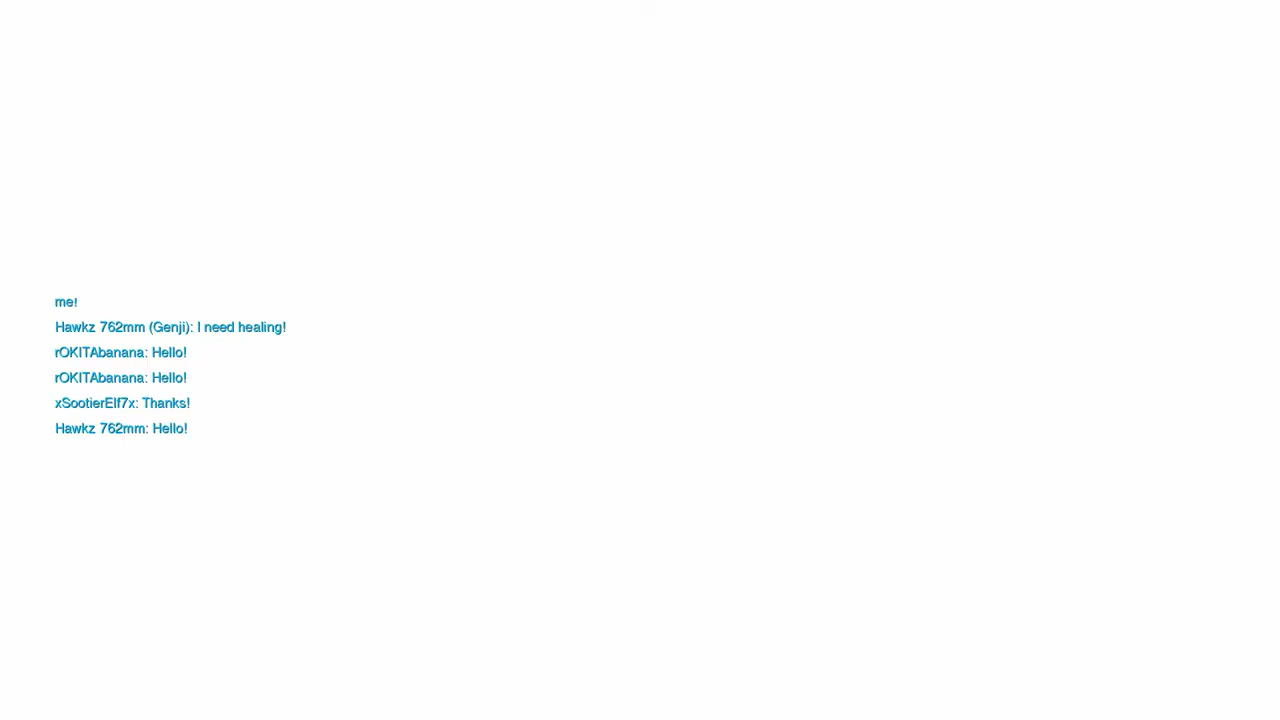 me!
Hawkz 762mm (Genji): I need healing!
rOKITAbanana: Hello!
rOKITAbanana: Hello!
xSootierElf7x: Thanks!
Hawkz 762mm: Hello!